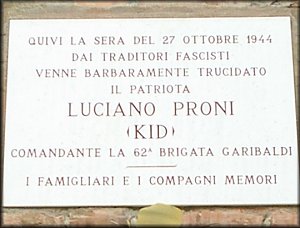 QUIVI LA SERA DEL 27 OTTOBRE 1944
DAI TRADITORI FASCISTI
VENNE BARBARAMENTE TRUCIDATO
IL PATRIOTA
LUCIANO PRONI
(KID)
COMANDANTE LA 62ᴬ BRIGATA GARIBALDI
I FAMIGLIARI E I COMPAGNI MEMORI